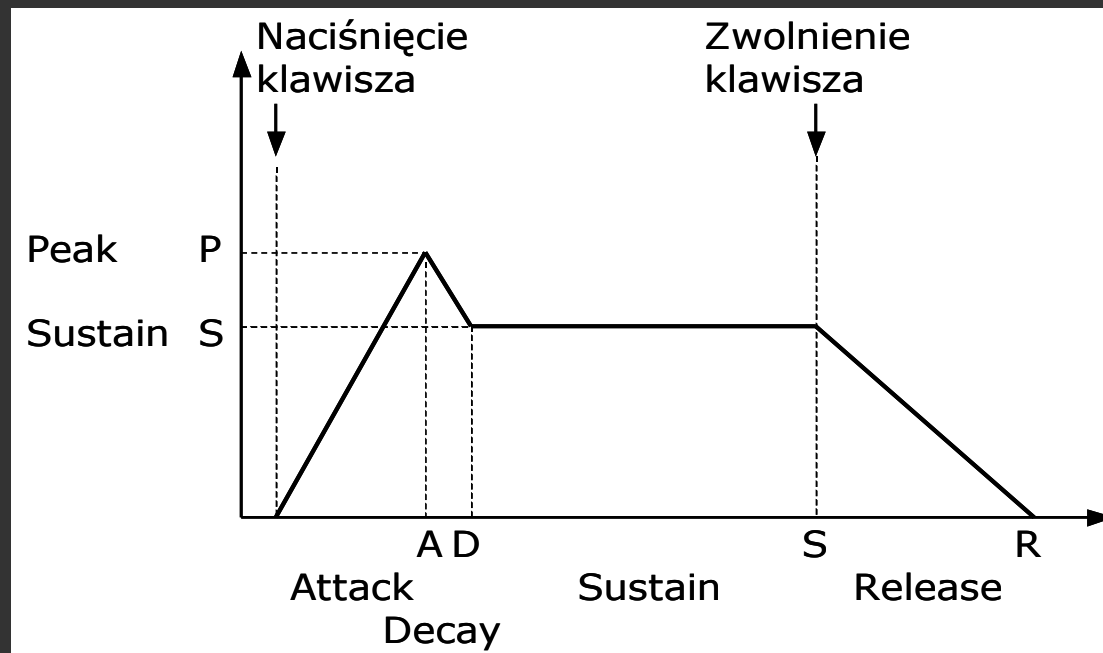 Naciśnięcie
klawisza
Zwolnienie
klawisza
Peak P
Sustain S
A D S R
Attack Sustain Release
Decay